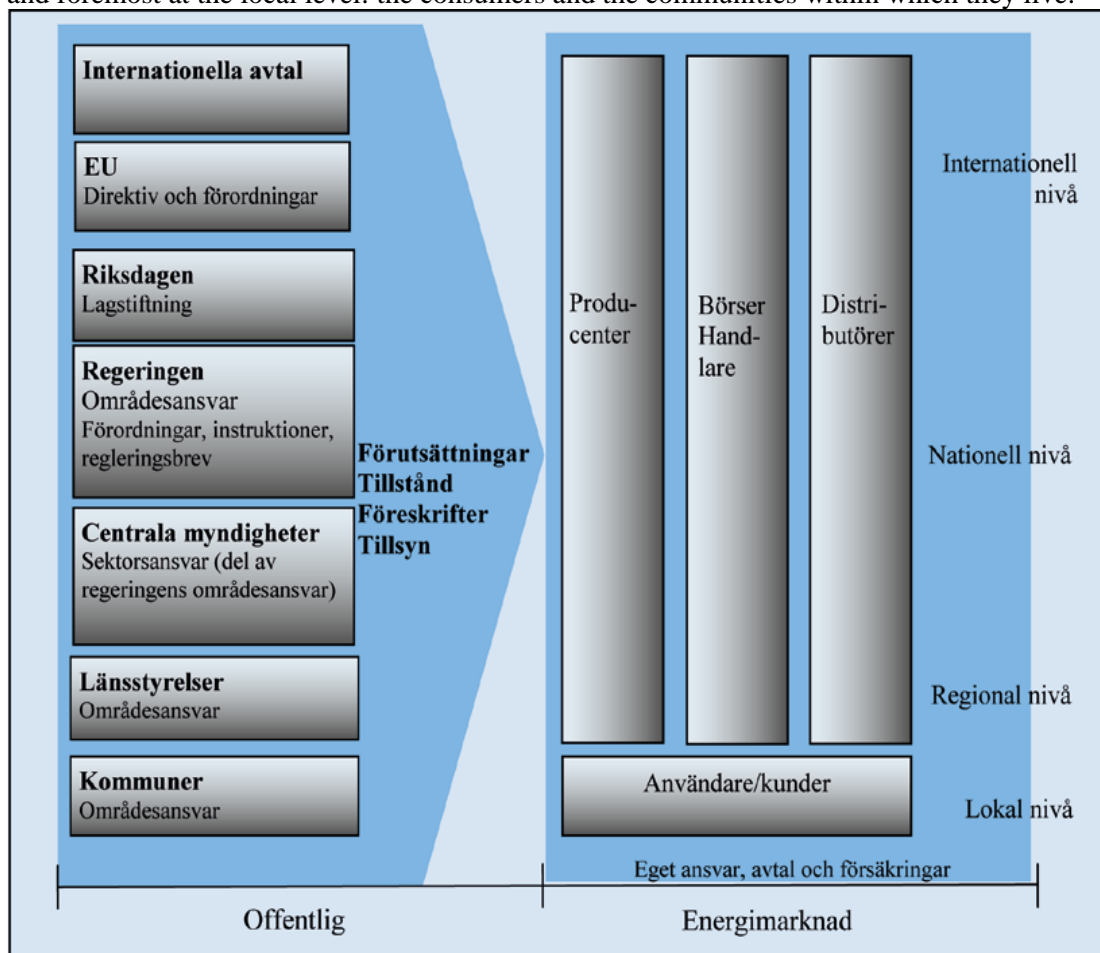 and foremost at the local level: the consumers and the communities within which they live.
Internationella avtal
EU
Direktiv och förordningar
Riksdagen
Lagstiftning
Regeringen
Områdesansvar
Förordningar, instruktioner,
regleringsbrev
Centrala myndigheter
Sektorsansvar (del av
regeringens områdesansvar)
Länsstyrelser
Områdesansvar
Kommuner
Områdesansvar
Förutsättningar
Tillstånd
Föreskrifter
Tillsyn
Produ-
center
Börser
Hand-
lare
Distri-
butörer
Användare/kunder
Internationell
nivå
Nationell nivå
Regional nivå
Lokal nivå
Eget ansvar, avtal och försäkringar
Offentlig
Energimarknad